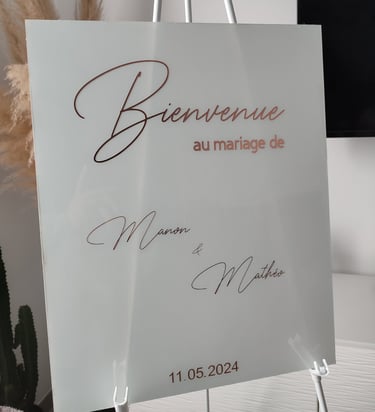 Bienvenue
au mariage de
Manon
&
Mathéo
11.05.2024